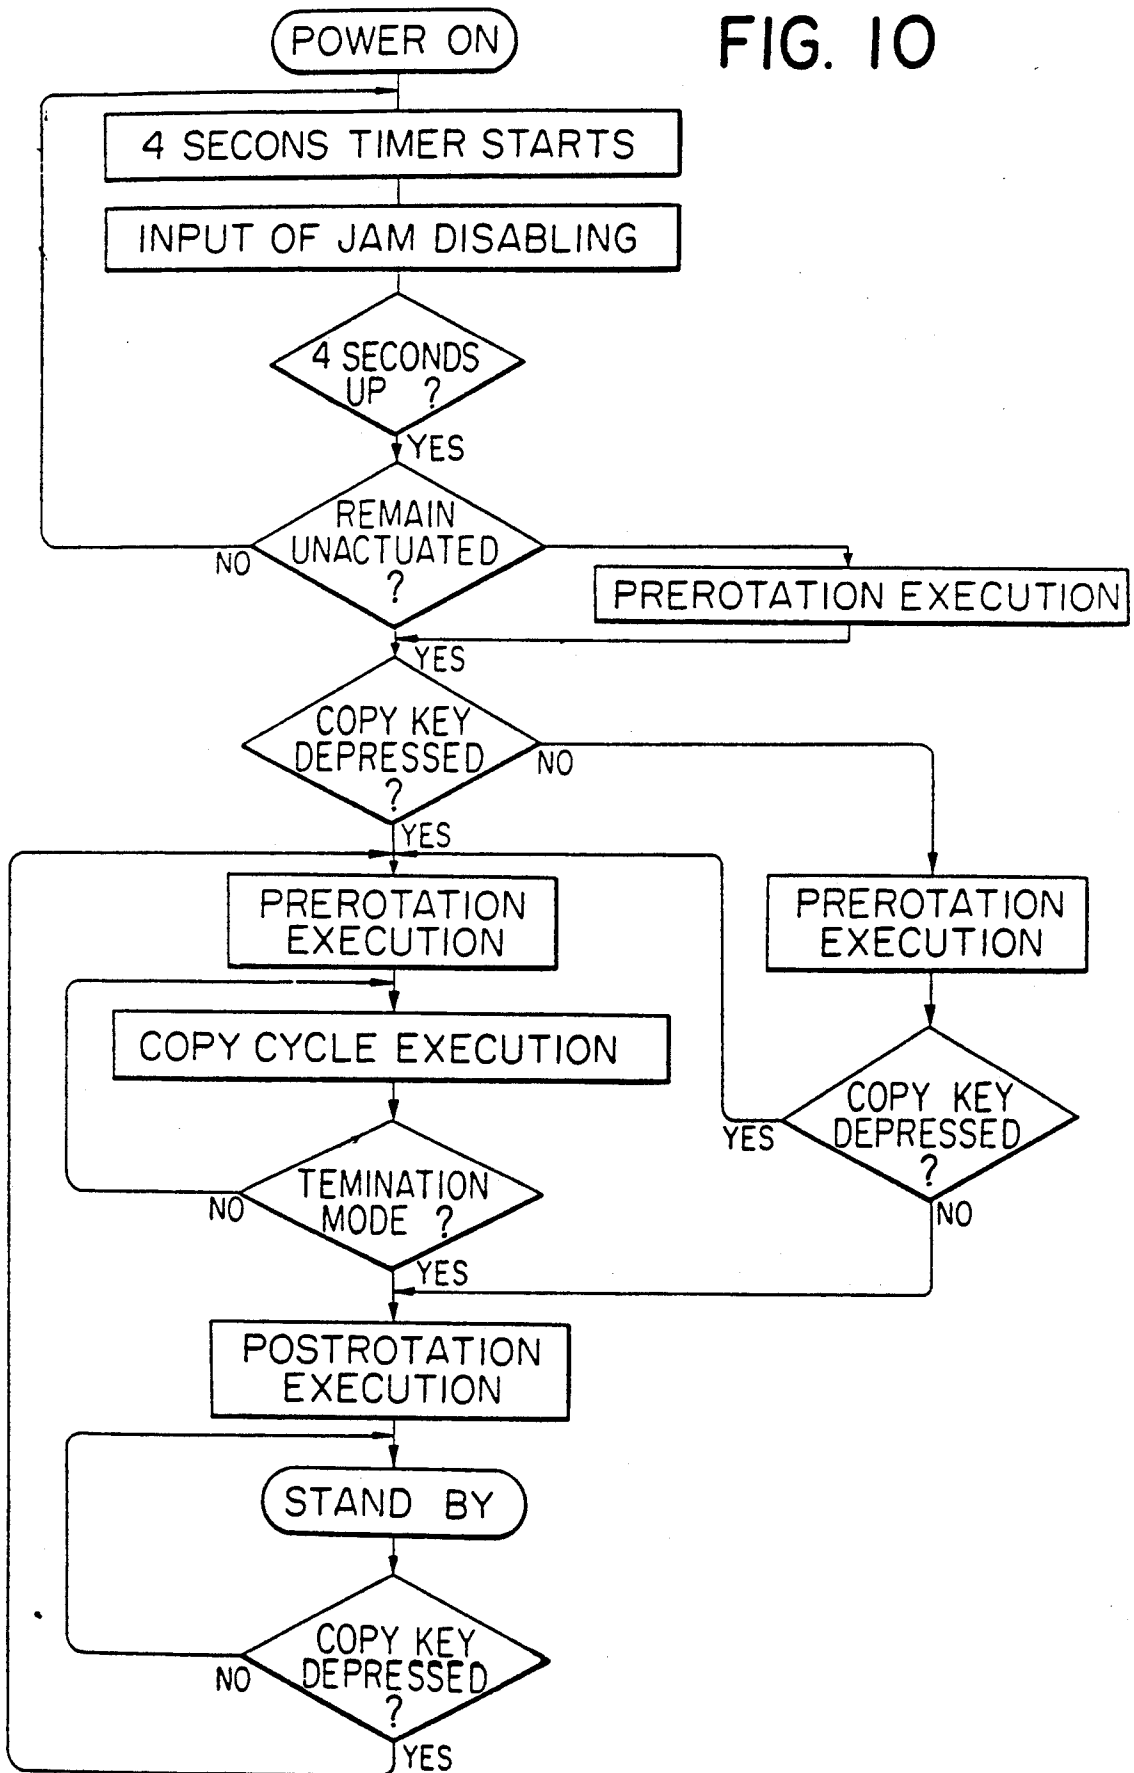 POWER ON
FIG. 10
4 SECONS TIMER STARTS
INPUT OF JAM DISABLING
4 SECONDS
UP ?
YES
REMAIN
UNACTUATED
?
NO
PREROTATION EXECUTION
YES
COPY KEY
DEPRESSED
?
NO
YES
PREROTATION
EXECUTION
PREROTATION
EXECUTION
COPY CYCLE EXECUTION
COPY KEY
DEPRESSED
?
YES
NO
TEMINATION
MODE ?
NO
YES
POSTROTATION
EXECUTION
STAND BY
COPY KEY
DEPRESSED
?
NO
YES